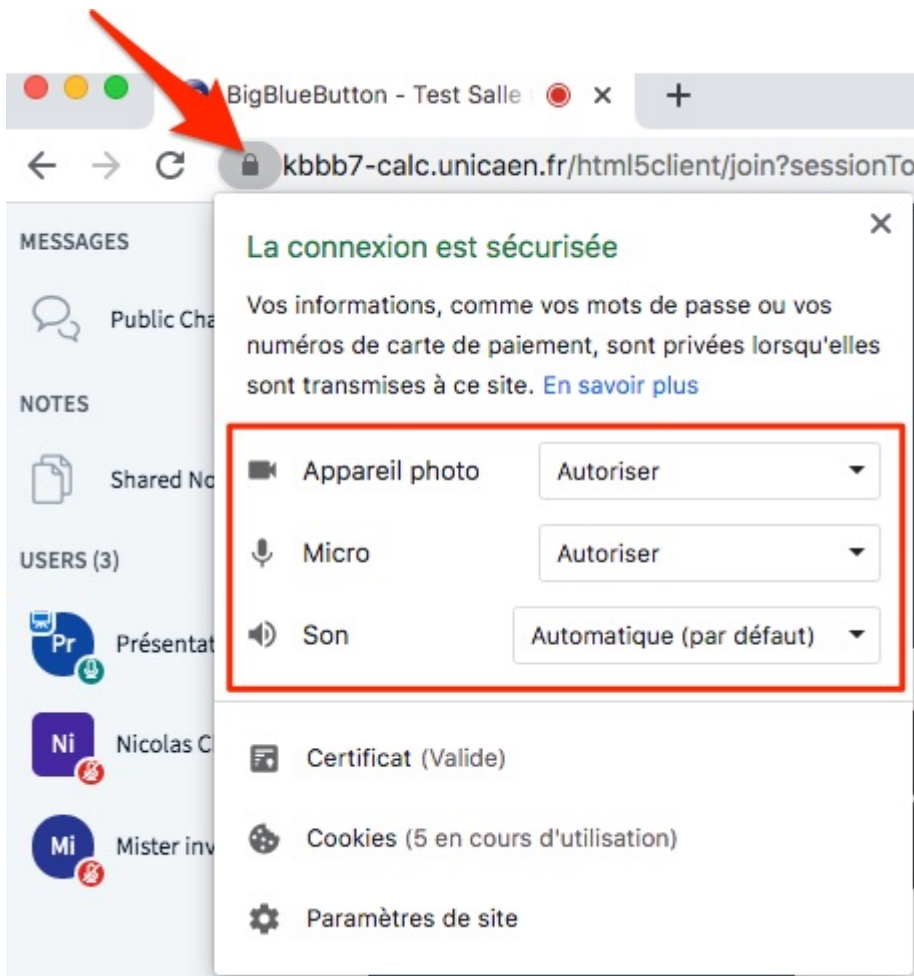 BigBlueButton - Test Salle
kbbb7-calc.unicaen.fr/html5client/join?sessionTo
MESSAGES
Public Cha
NOTES
Shared No
USERS (3)
Pr Présentat
Ni Nicolas C
Mi Mister inv
La connexion est sécurisée
Vos informations, comme vos mots de passe ou vos
numéros de carte de paiement, sont privées lorsqu'elles
sont transmises à ce site. En savoir plus
Appareil photo Autoriser
Micro Autoriser
Son Automatique (par défaut)
Certificat (Valide)
Cookies (5 en cours d'utilisation)
Paramètres de site